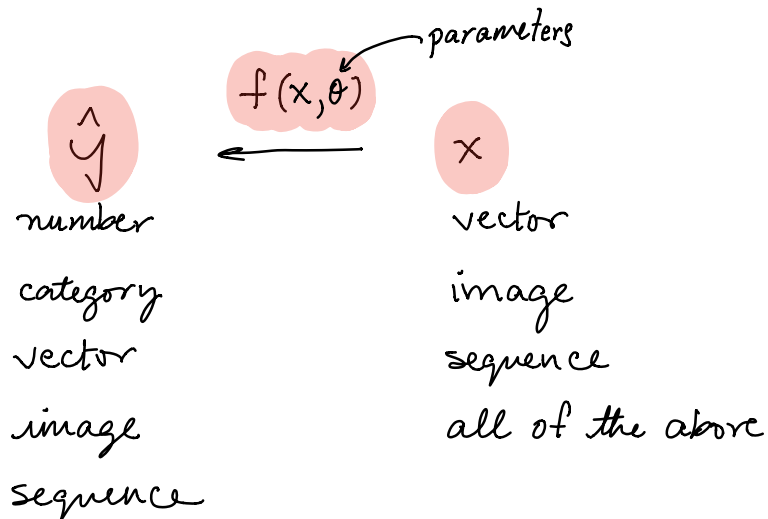 parameters
f(x,θ)
ŷ
x
number
vector
category
image
vector
sequence
image
all of the above
sequence